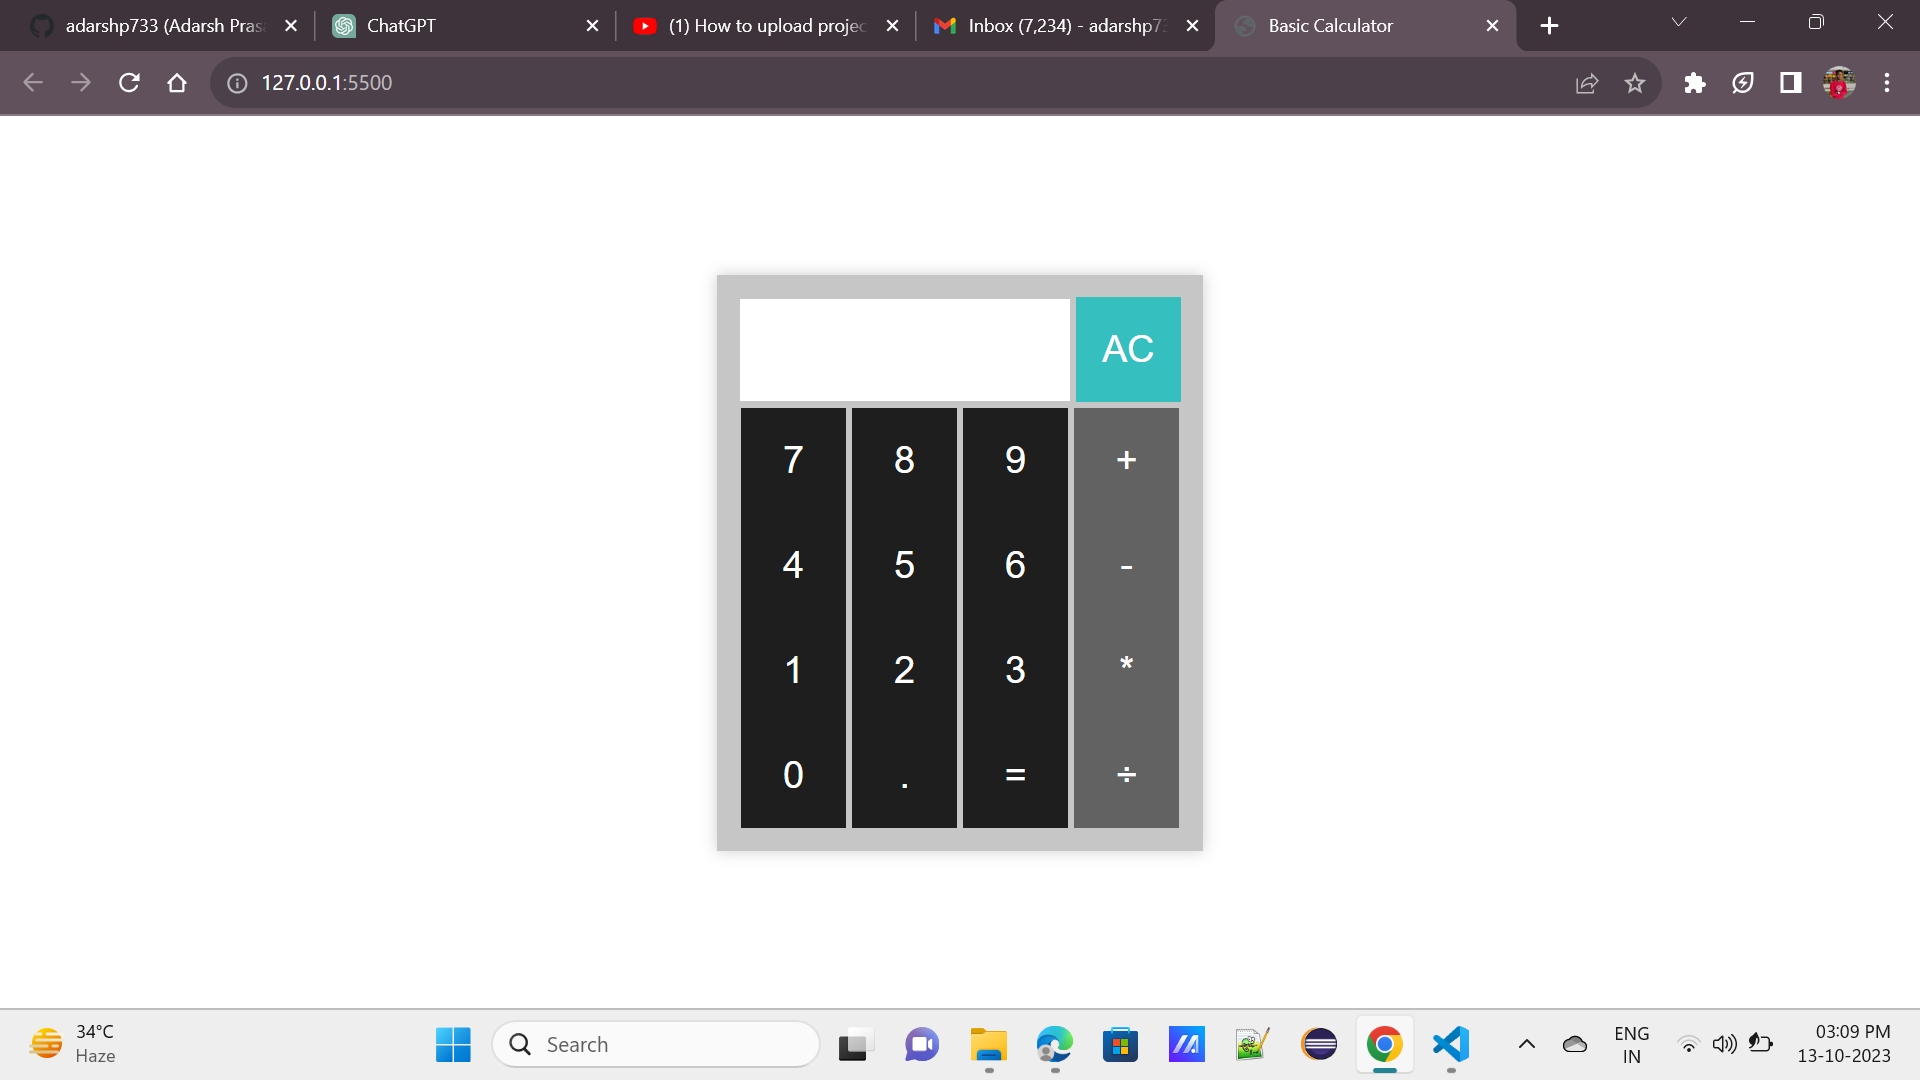 adarshp733 (Adarsh Pras
ChatGPT
(1) How to upload projec
Inbox (7,234) - adarshp73
Basic Calculator
127.0.0.1:5500
AC
7 8 9 +
4 5 6 -
1 2 3 *
0 . = ÷
34°C
Haze
Search
ENG
IN
03:09 PM
13-10-2023